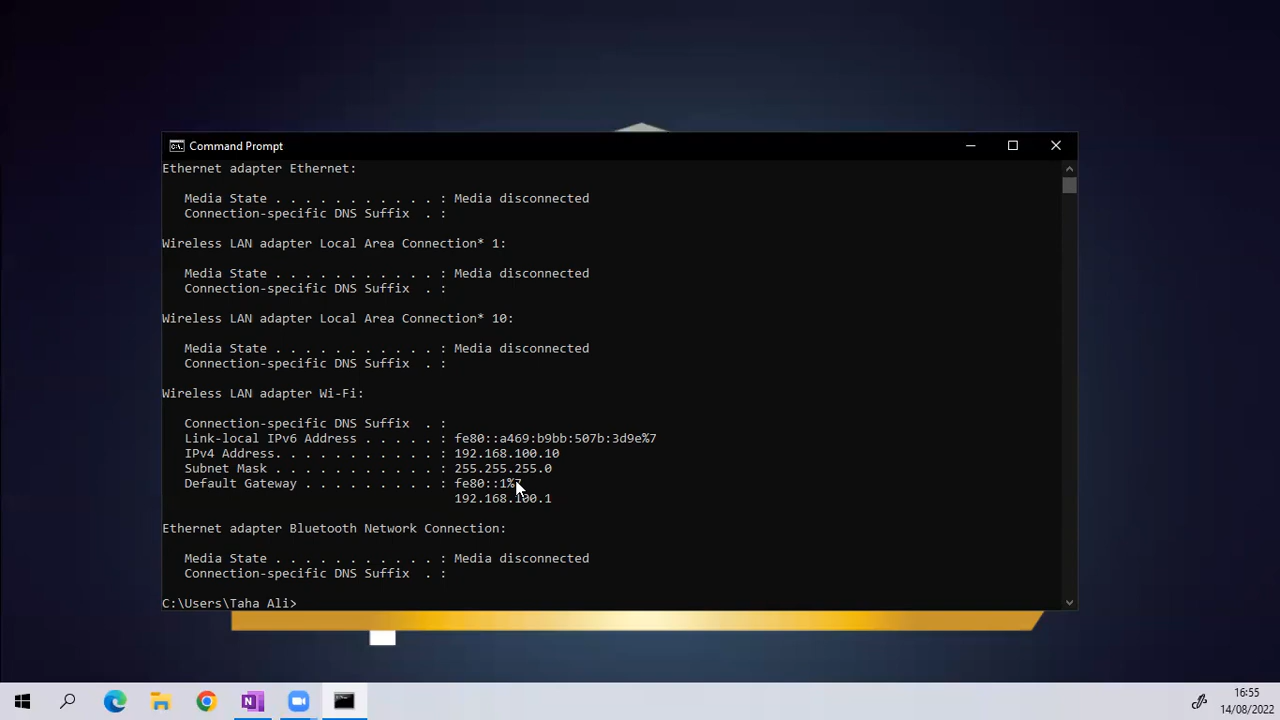 Command Prompt
Ethernet adapter Ethernet:
Media State . . . . . . . . . . . : Media disconnected
Connection-specific DNS Suffix  . :
Wireless LAN adapter Local Area Connection* 1:
Media State . . . . . . . . . . . : Media disconnected
Connection-specific DNS Suffix  . :
Wireless LAN adapter Local Area Connection* 10:
Media State . . . . . . . . . . . : Media disconnected
Connection-specific DNS Suffix  . :
Wireless LAN adapter Wi-Fi:
Connection-specific DNS Suffix  . :
Link-local IPv6 Address . . . . . : fe80::a469:b9bb:507b:3d9e%7
IPv4 Address. . . . . . . . . . . : 192.168.100.10
Subnet Mask . . . . . . . . . . . : 255.255.255.0
Default Gateway . . . . . . . . . : fe80::1%7
192.168.100.1
Ethernet adapter Bluetooth Network Connection:
Media State . . . . . . . . . . . : Media disconnected
Connection-specific DNS Suffix  . :
C:\Users\Taha Ali>
16:55
14/08/2022